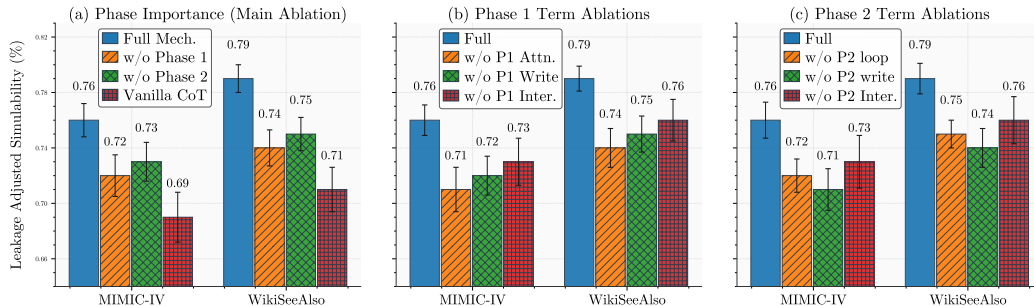 (a) Phase Importance (Main Ablation)
Leakage Adjusted Simulability (%)
0.82
0.78
0.74
0.70
0.66
Full Mech.
w/o Phase 1
w/o Phase 2
Vanilla CoT
0.76
0.72
0.73
0.69
0.79
0.74
0.75
0.71
MIMIC-IV
WikiSeeAlso
(b) Phase 1 Term Ablations
Full
w/o P1 Attn.
w/o P1 Write
w/o P1 Inter.
0.76
0.71
0.72
0.73
0.79
0.74
0.75
0.76
MIMIC-IV
WikiSeeAlso
(c) Phase 2 Term Ablations
Full
w/o P2 loop
w/o P2 write
w/o P2 Inter.
0.76
0.72
0.71
0.73
0.79
0.75
0.74
0.76
MIMIC-IV
WikiSeeAlso